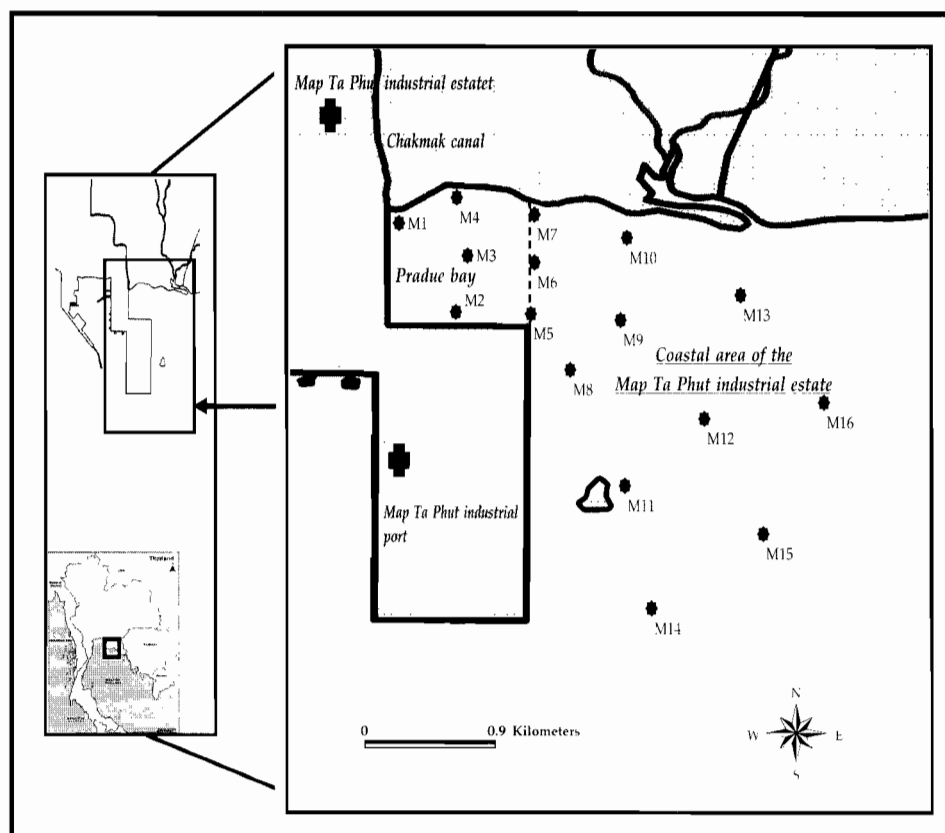 Map Ta Phut industrial estatet
Chakmak canal
M4
M1
M7
M10
M3
Pradue bay
M6
M2
M13
M5
M9
Coastal area of the
Map Ta Phut industrial estate
M8
M16
M12
M11
Map Ta Phut industrial
port
M15
M14
Thailand
N
0
0.9 Kilometers
W
E
S